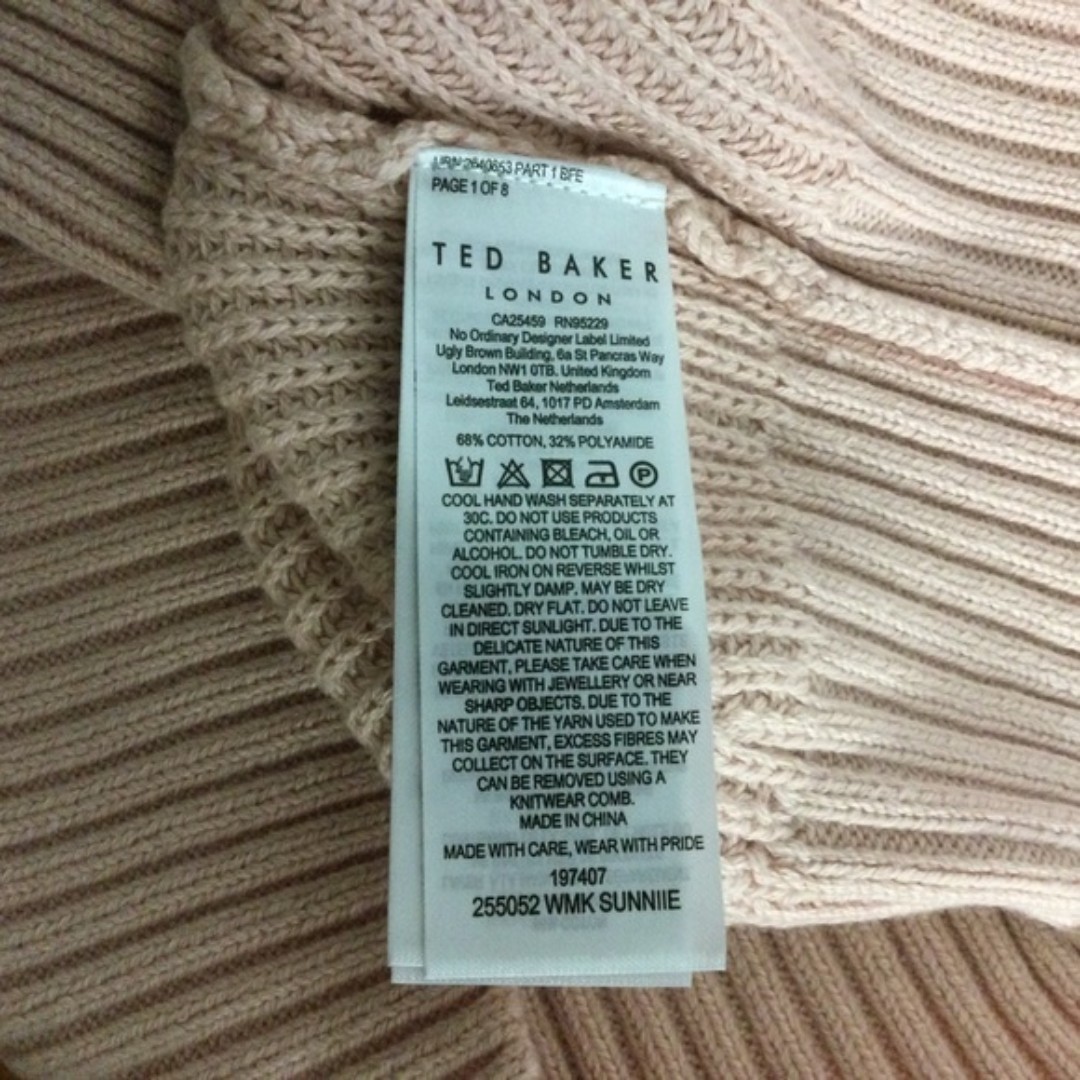 URN 2640653 PART 1 BFE
PAGE 1 OF 8
TED BAKER
LONDON
CA25459 RN95229
No Ordinary Designer Label Limited
Ugly Brown Building, 6a St Pancras Way
London NW1 0TB. United Kingdom
Ted Baker Netherlands
Leidsestraat 64, 1017 PD Amsterdam
The Netherlands
68% COTTON, 32% POLYAMIDE
P
COOL HAND WASH SEPARATELY AT
30C. DO NOT USE PRODUCTS
CONTAINING BLEACH, OIL OR
ALCOHOL. DO NOT TUMBLE DRY.
COOL IRON ON REVERSE WHILST
SLIGHTLY DAMP. MAY BE DRY
CLEANED. DRY FLAT. DO NOT LEAVE
IN DIRECT SUNLIGHT. DUE TO THE
DELICATE NATURE OF THIS
GARMENT, PLEASE TAKE CARE WHEN
WEARING WITH JEWELLERY OR NEAR
SHARP OBJECTS. DUE TO THE
NATURE OF THE YARN USED TO MAKE
THIS GARMENT, EXCESS FIBRES MAY
COLLECT ON THE SURFACE. THEY
CAN BE REMOVED USING A
KNITWEAR COMB.
MADE IN CHINA
MADE WITH CARE, WEAR WITH PRIDE
197407
255052 WMK SUNNIIE